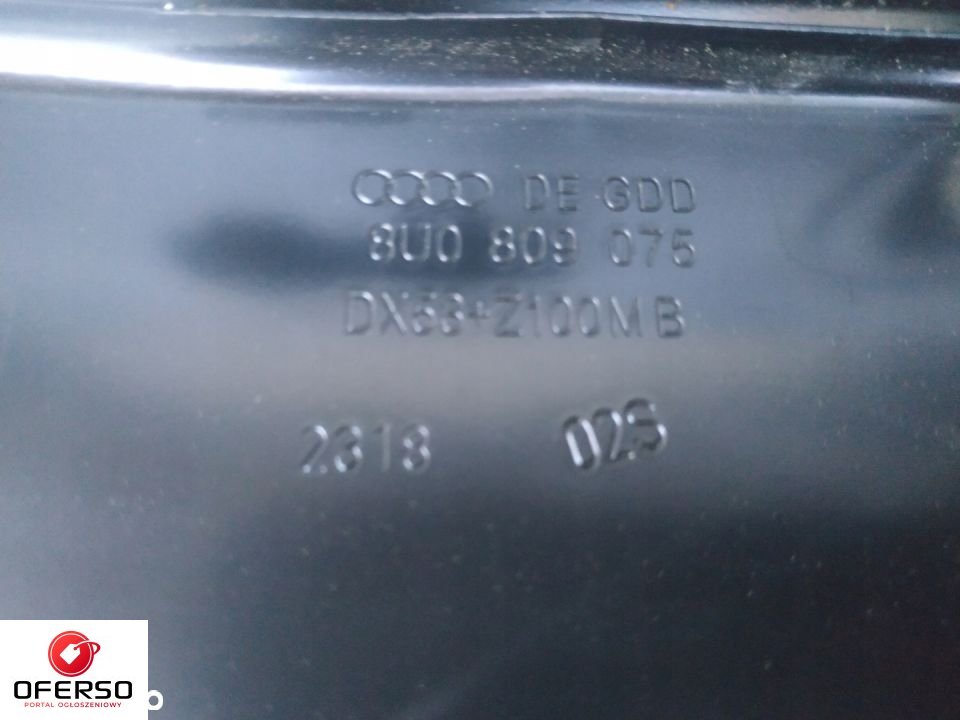 DE GDD
8U0 809 075
DX53+Z100MB
2318 02S
OFERSO
PORTAL OGŁOSZENIOWY